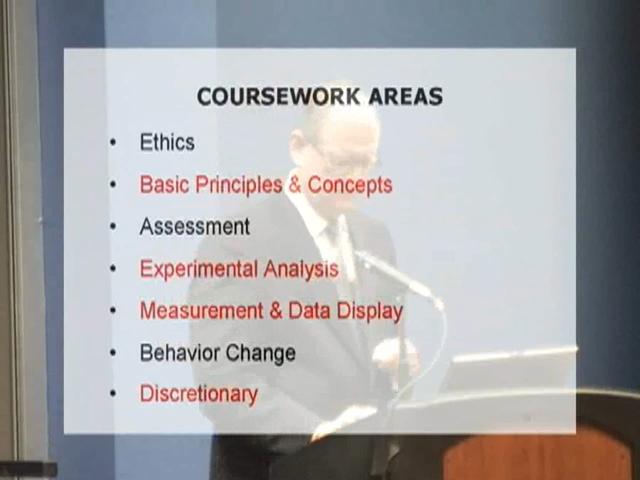 COURSEWORK AREAS
• Ethics
• Basic Principles & Concepts
• Assessment
• Experimental Analysis
• Measurement & Data Display
• Behavior Change
• Discretionary